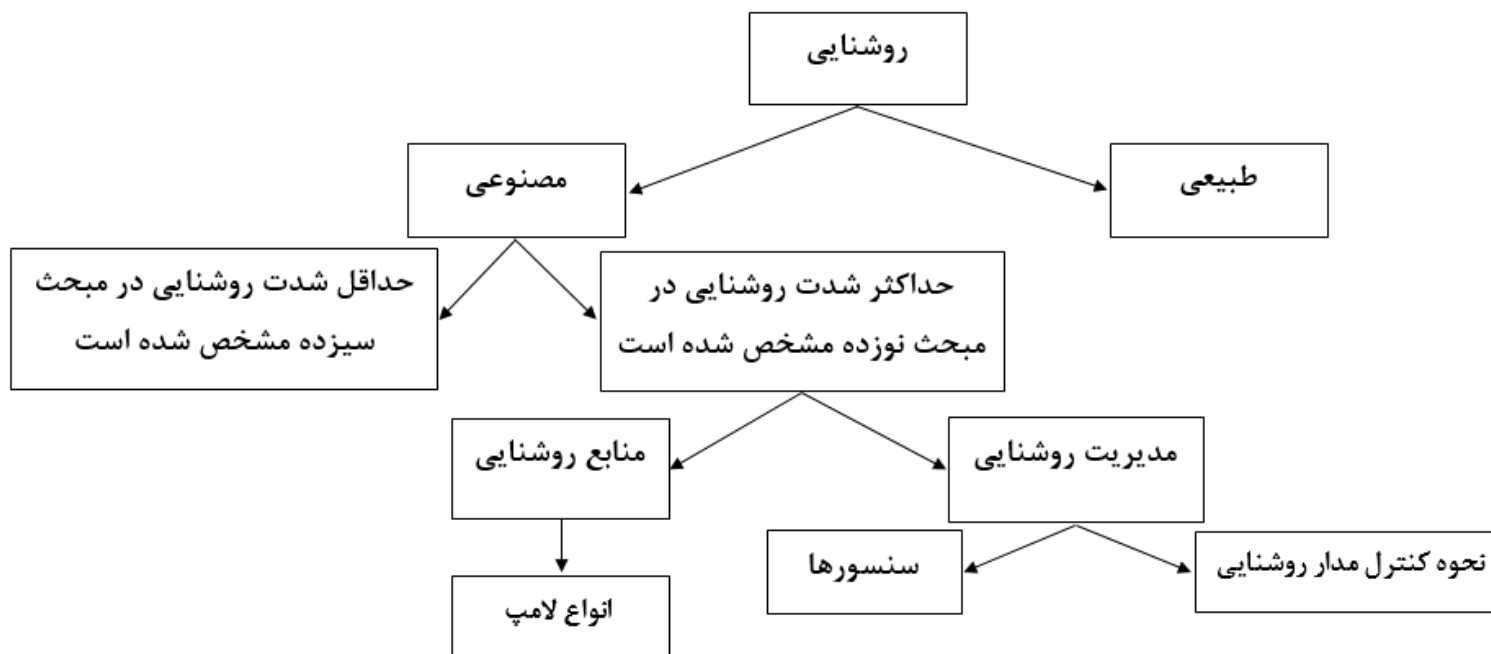 روشنایی
طبیعی
مصنوعی
حداکثر شدت روشنایی در
مبحث نوزده مشخص شده است
حداقل شدت روشنایی در مبحث
سیزده مشخص شده است
مدیریت روشنایی
منابع روشنایی
نحوه کنترل مدار روشنایی
سنسورها
انواع لامپ